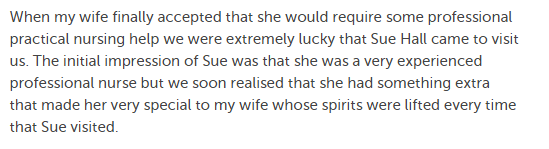 When my wife finally accepted that she would require some professional
practical nursing help we were extremely lucky that Sue Hall came to visit
us. The initial impression of Sue was that she was a very experienced
professional nurse but we soon realised that she had something extra
that made her very special to my wife whose spirits were lifted every time
that Sue visited.